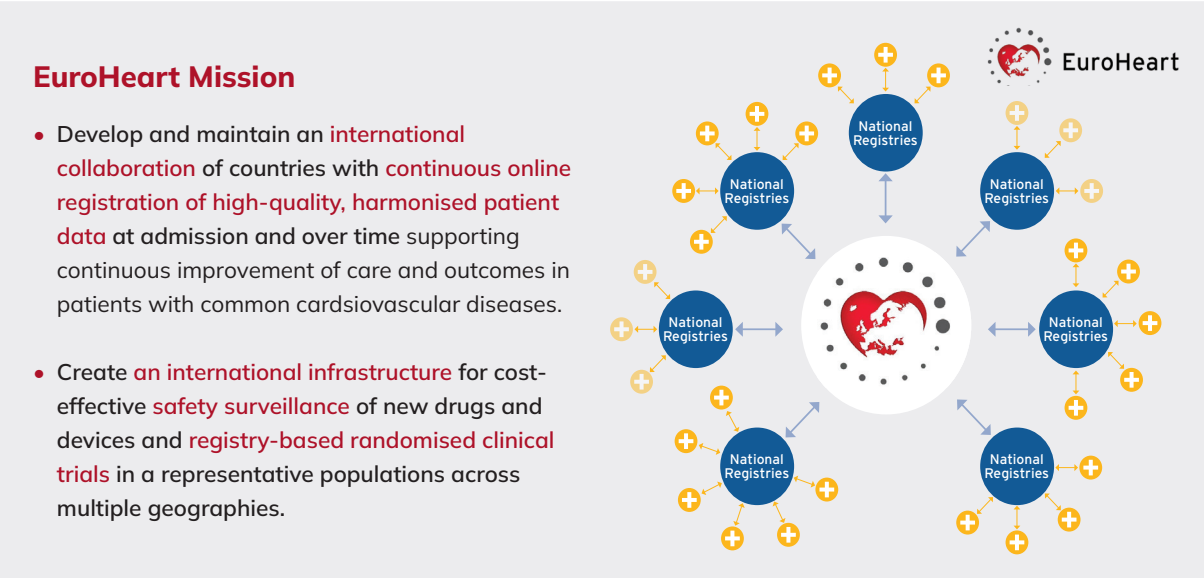 EuroHeart Mission
• Develop and maintain an international
collaboration of countries with continuous online
registration of high-quality, harmonised patient
data at admission and over time supporting
continuous improvement of care and outcomes in
patients with common cardsiovascular diseases.
• Create an international infrastructure for cost-
effective safety surveillance of new drugs and
devices and registry-based randomised clinical
trials in a representative populations across
multiple geographies.
EuroHeart
National
Registries
National
Registries
National
Registries
National
Registries
National
Registries
National
Registries
National
Registries
National
Registries